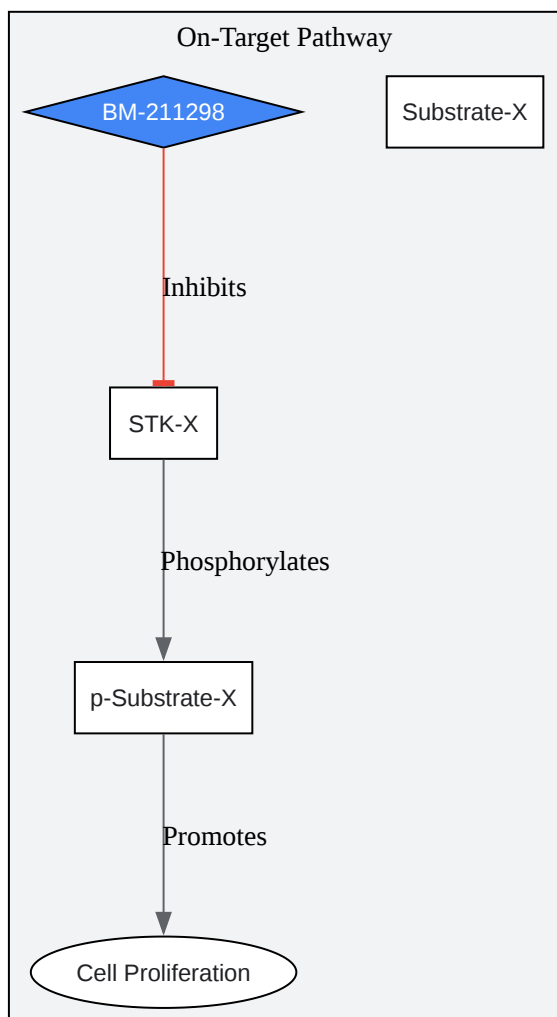 On-Target Pathway
BM-211298
Substrate-X
Inhibits
STK-X
Phosphorylates
p-Substrate-X
Promotes
Cell Proliferation